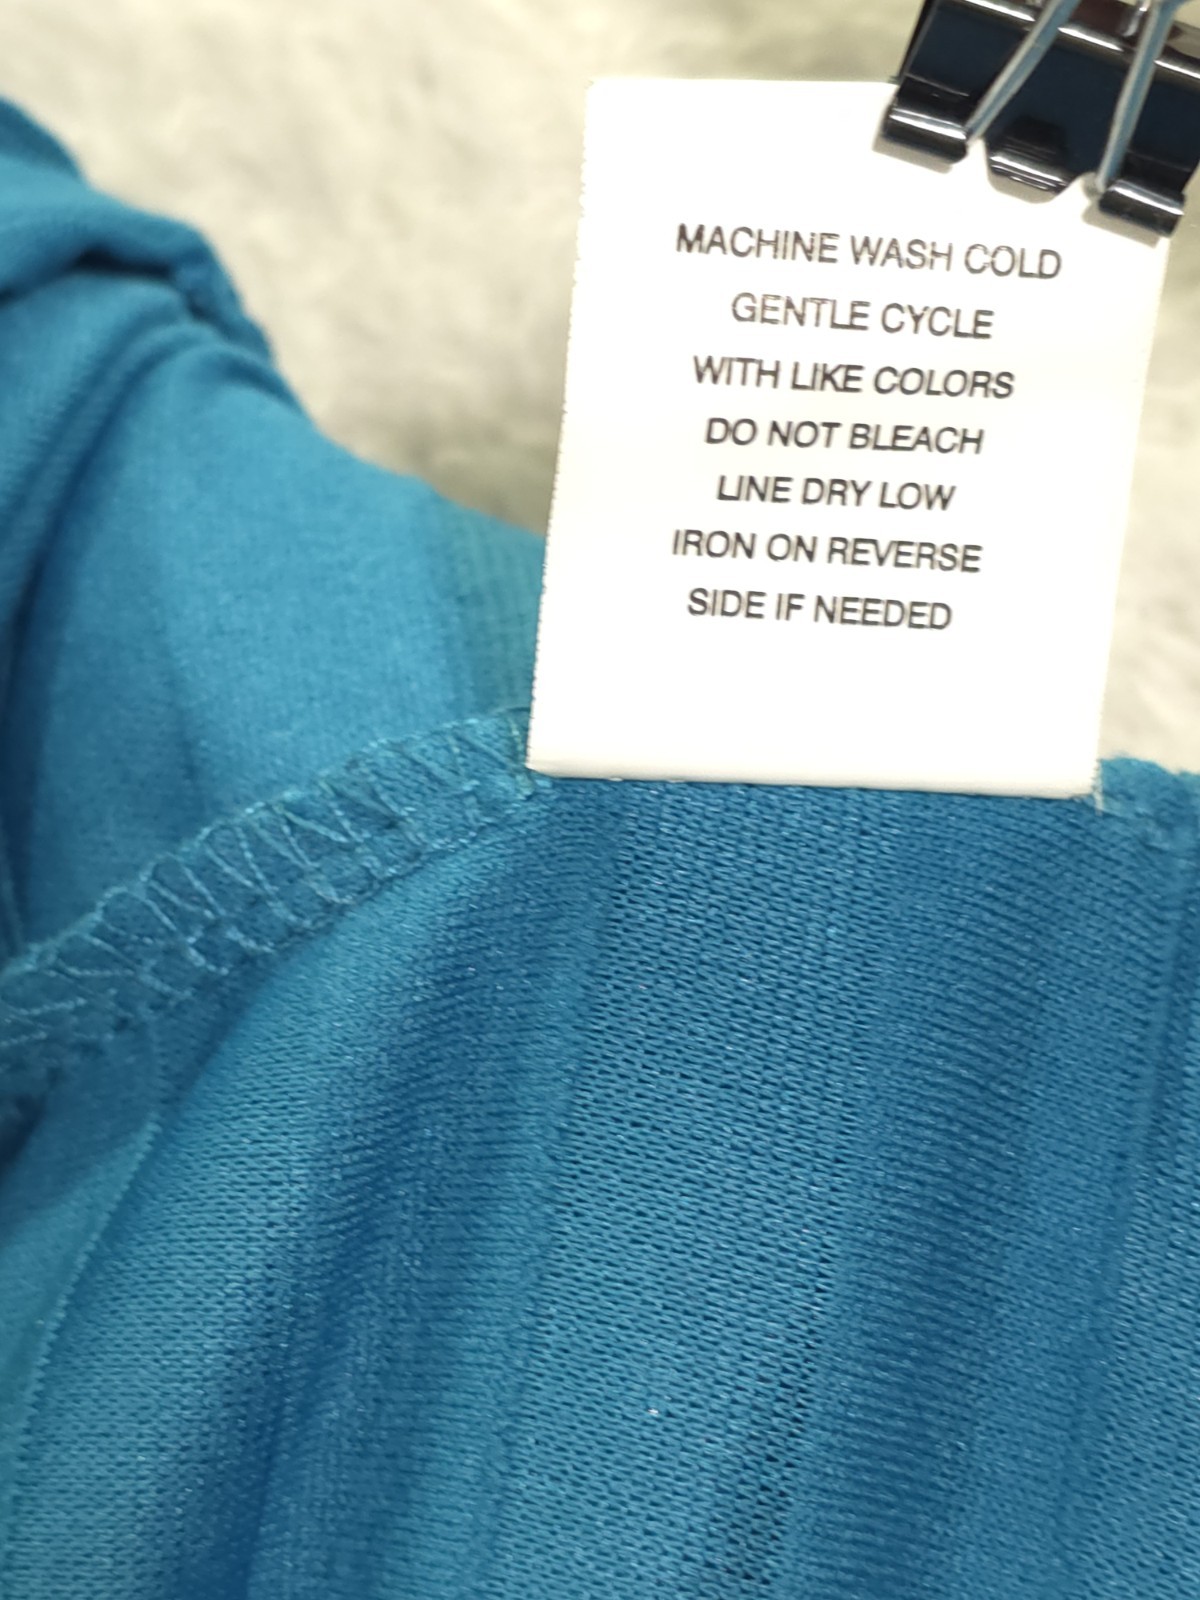 MACHINE WASH COLD
GENTLE CYCLE
WITH LIKE COLORS
DO NOT BLEACH
LINE DRY LOW
IRON ON REVERSE
SIDE IF NEEDED